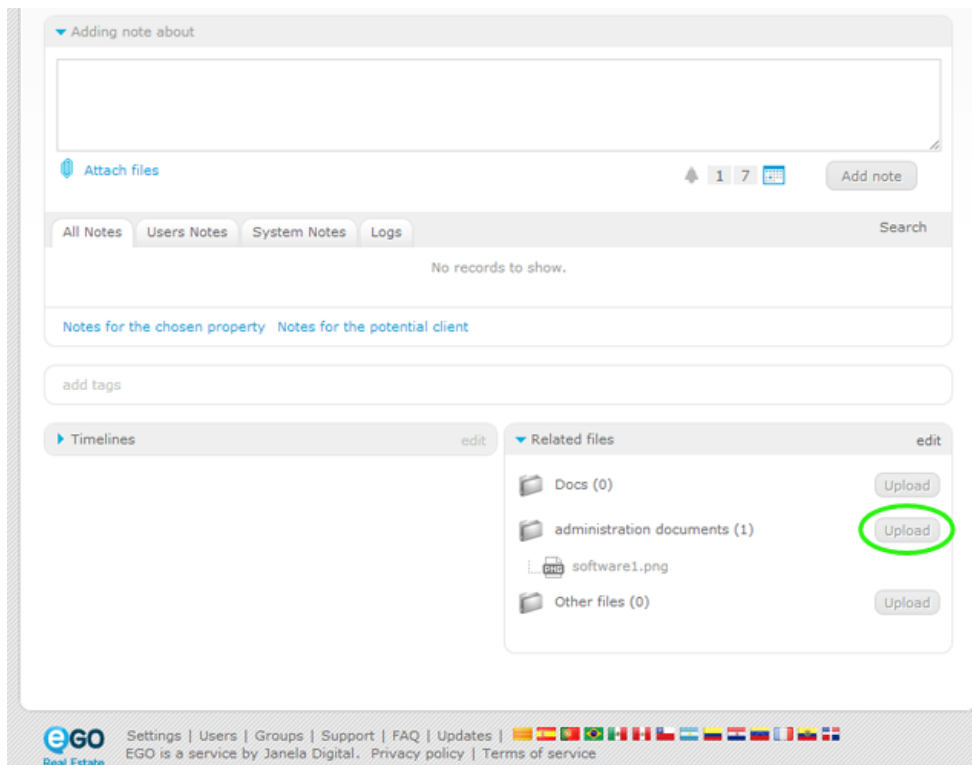 Adding note about
Attach files
1 7
Add note
All Notes Users Notes System Notes Logs Search
No records to show.
Notes for the chosen property Notes for the potential client
add tags
Timelines edit
Related files edit
Docs (0) Upload
administration documents (1) Upload
PNG software1.png
Other files (0) Upload
eGO Settings | Users | Groups | Support | FAQ | Updates |
Real Estate EGO is a service by Janela Digital. Privacy policy | Terms of service